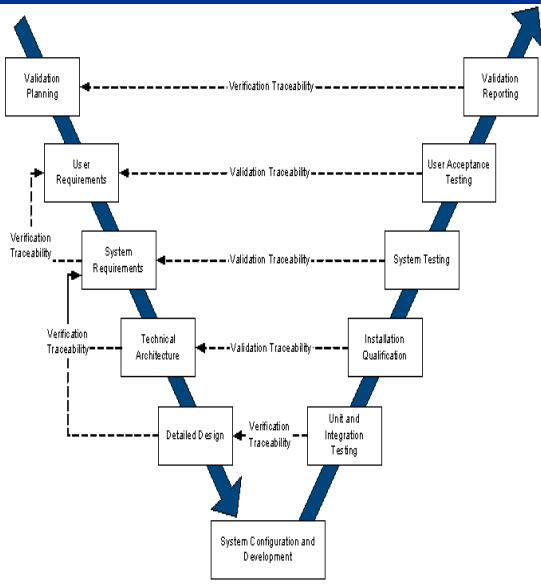 Validation
Planning
Verification Traceability
Validation
Reporting
User
Requirements
Validation Traceability
User Acceptance
Testing
Verification
Traceability
System
Requirements
Validation Traceability
System Testing
Verification
Traceability
Technical
Architecture
Validation Traceability
Installation
Qualification
Detailed Design
Verification
Traceability
Unit and
Integration
Testing
System Configuration and
Development